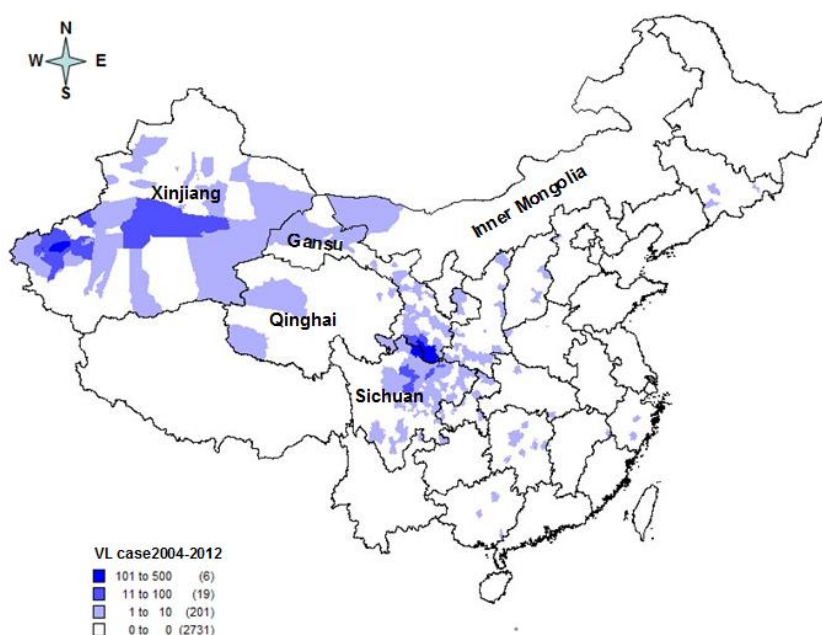 N
W E
S
Xinjiang
Inner Mongolia
Gansu
Qinghai
Sichuan
VL case2004-2012
101 to 500 (6)
11 to 100 (19)
1 to 10 (201)
0 to 0 (2731)